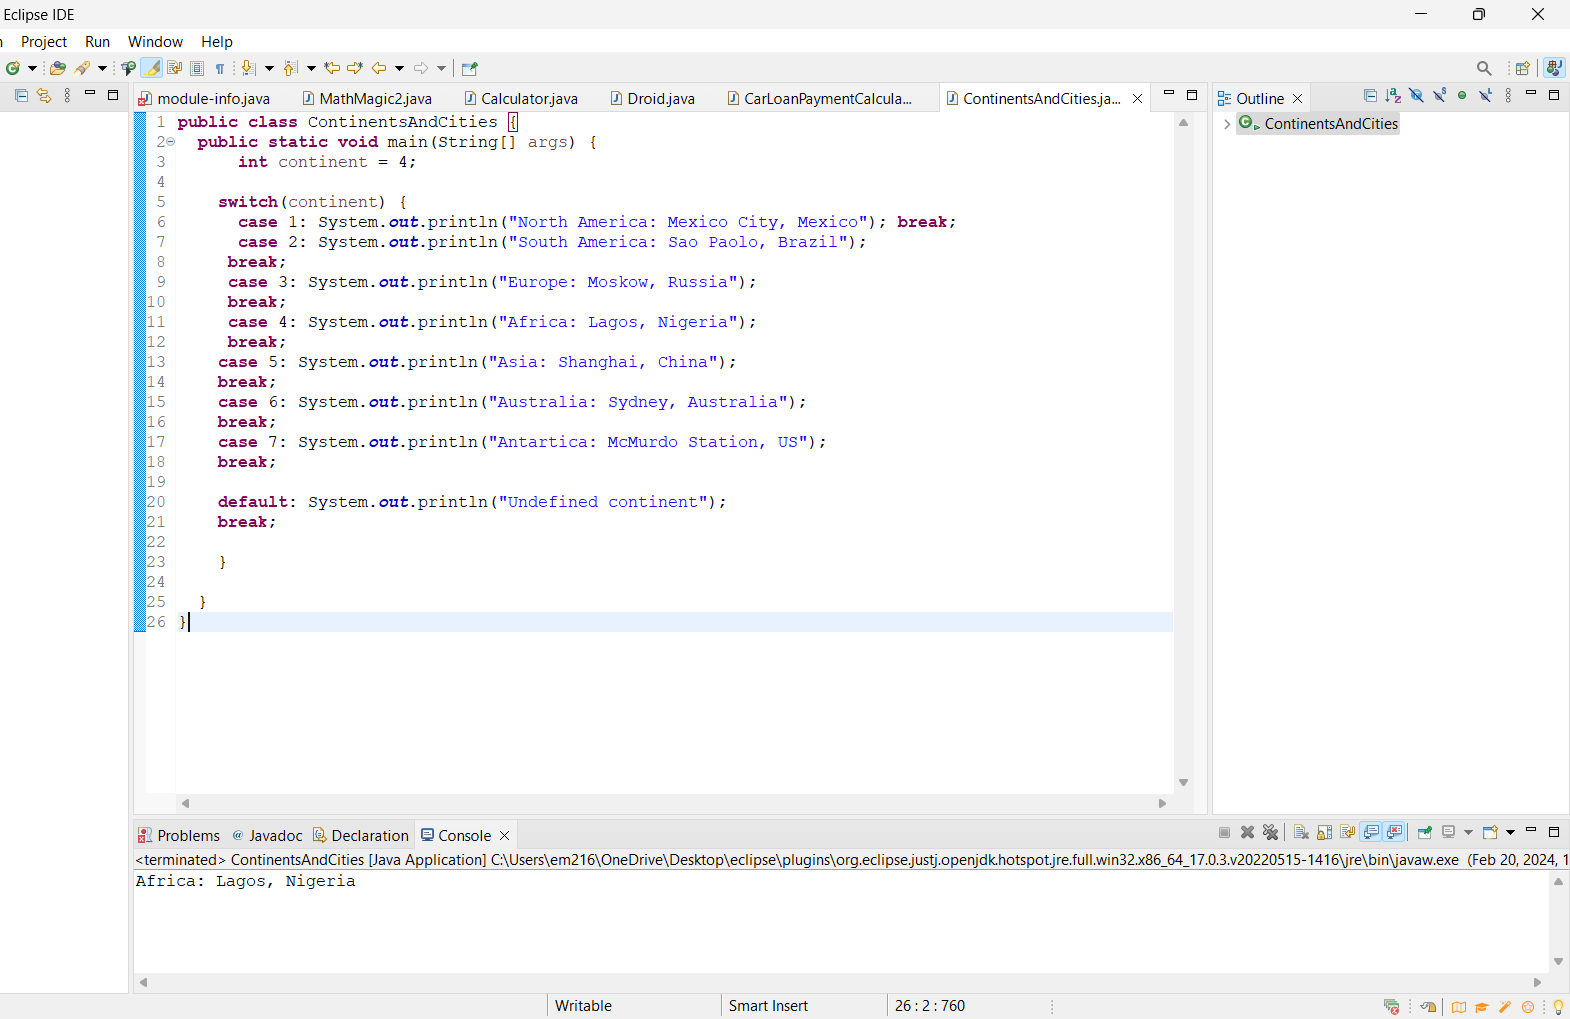 Eclipse IDE
Project Run Window Help
module-info.java MathMagic2.java Calculator.java Droid.java CarLoanPaymentCalcula... ContinentsAndCities.ja... Outline
ContinentsAndCities
1 public class ContinentsAndCities {
2 public static void main(String[] args) {
3 int continent = 4;
4
5 switch(continent) {
6 case 1: System.out.println("North America: Mexico City, Mexico"); break;
7 case 2: System.out.println("South America: Sao Paolo, Brazil");
8 break;
9 case 3: System.out.println("Europe: Moskow, Russia");
10 break;
11 case 4: System.out.println("Africa: Lagos, Nigeria");
12 break;
13 case 5: System.out.println("Asia: Shanghai, China");
14 break;
15 case 6: System.out.println("Australia: Sydney, Australia");
16 break;
17 case 7: System.out.println("Antartica: McMurdo Station, US");
18 break;
19
20 default: System.out.println("Undefined continent");
21 break;
22
23 }
24
25 }
26 }
Problems @ Javadoc Declaration Console
<terminated> ContinentsAndCities [Java Application] C:\Users\em216\OneDrive\Desktop\eclipse\plugins\org.eclipse.justj.openjdk.hotspot.jre.full.win32.x86_64_17.0.3.v20220515-1416\jre\bin\javaw.exe (Feb 20, 2024, 1
Africa: Lagos, Nigeria
Writable Smart Insert 26 : 2 : 760